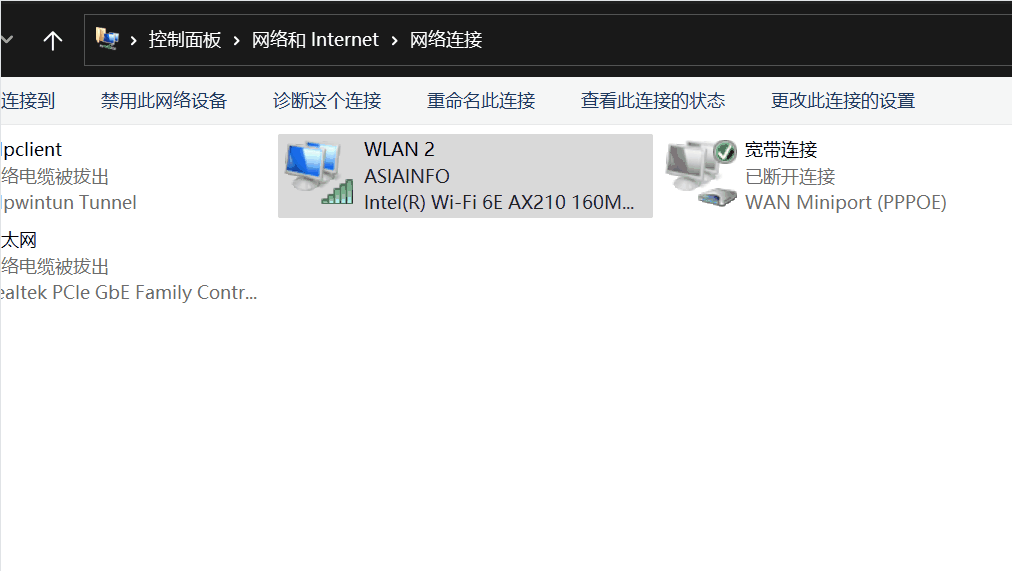 控制面板 › 网络和 Internet › 网络连接
连接到 禁用此网络设备 诊断这个连接 重命名此连接 查看此连接的状态 更改此连接的设置
lpclient
络电缆被拔出
lpwintun Tunnel
WLAN 2
ASIAINFO
Intel(R) Wi-Fi 6E AX210 160M...
宽带连接
已断开连接
WAN Miniport (PPPOE)
太网
络电缆被拔出
ealtek PCIe GbE Family Contr...